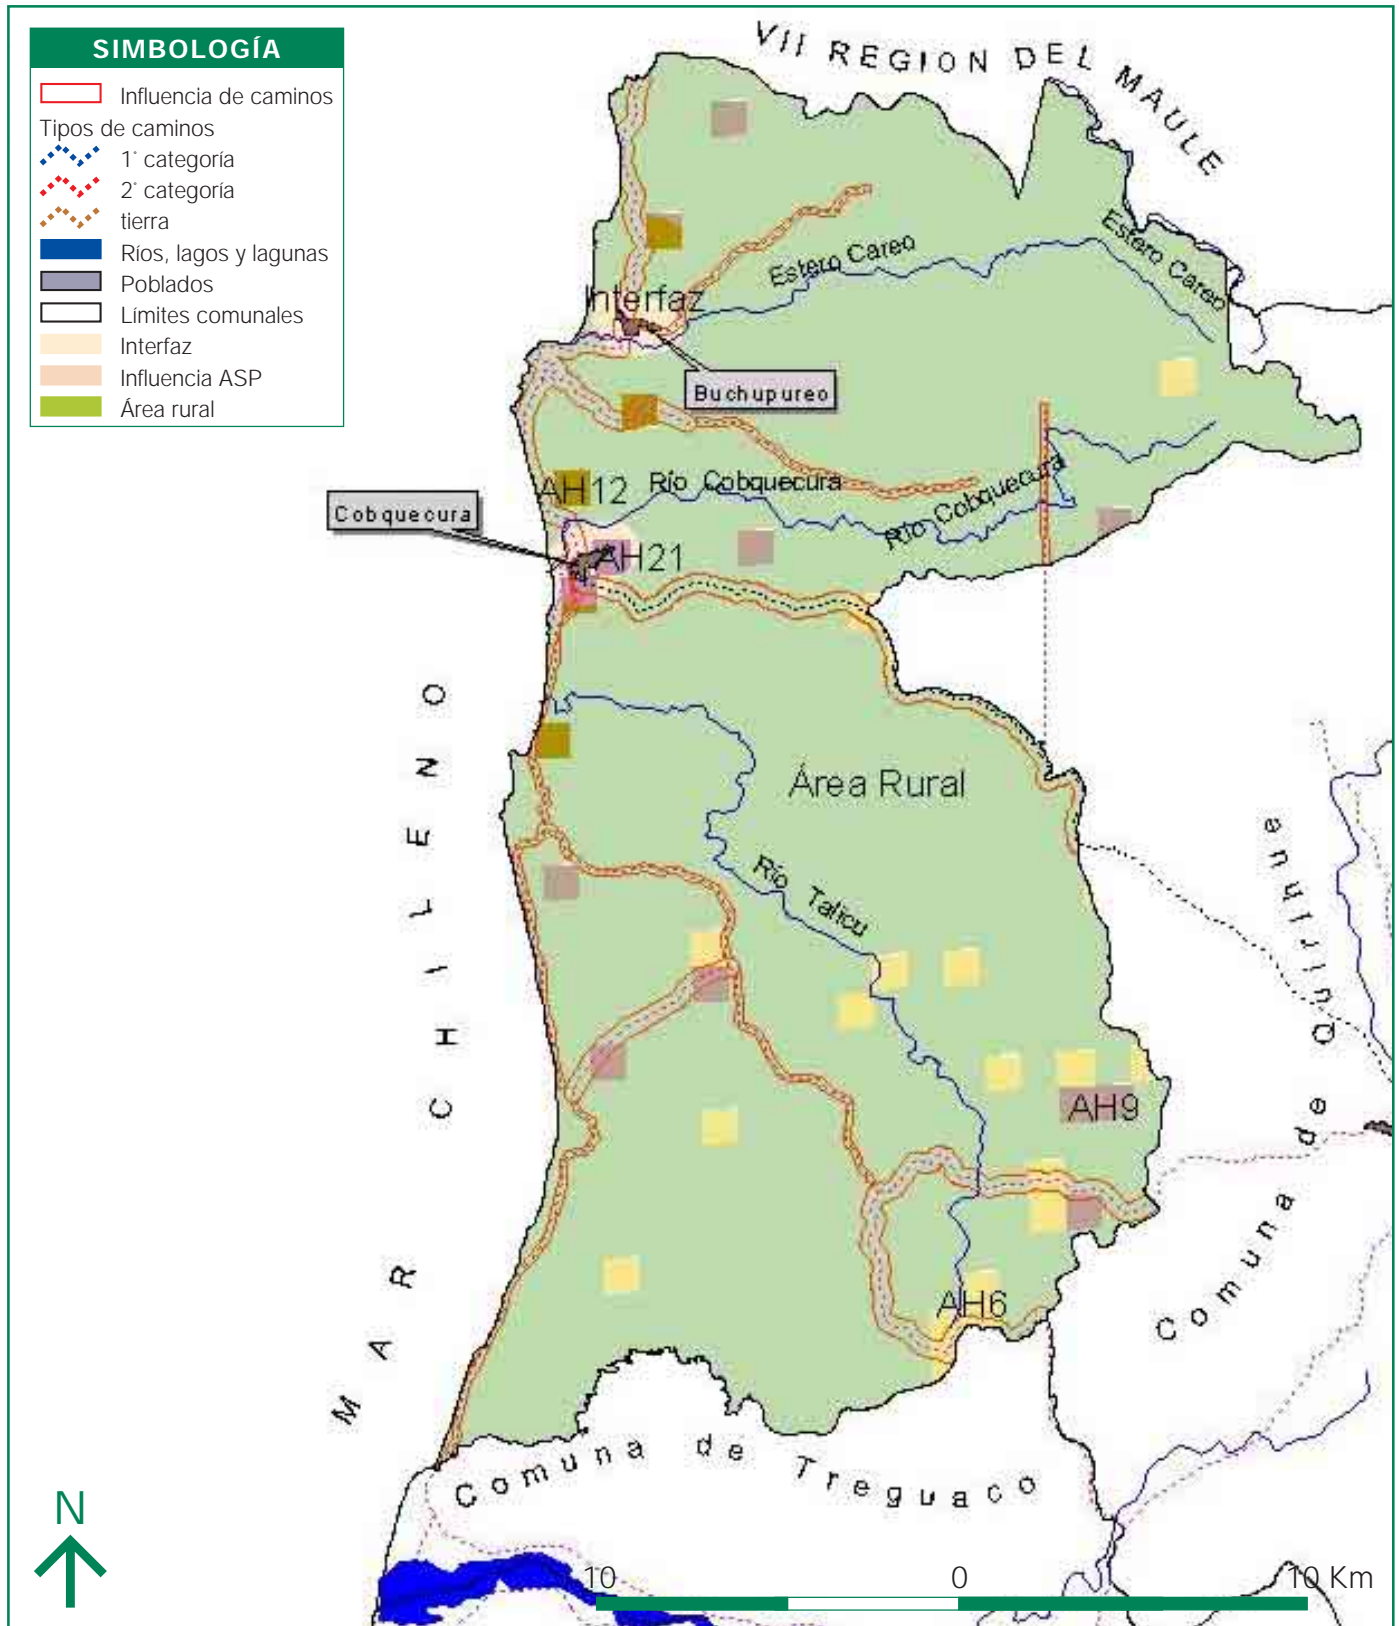 SIMBOLOGÍA
Influencia de caminos
Tipos de caminos
1° categoría
2° categoría
tierra
Ríos, lagos y lagunas
Poblados
Límites comunales
Interfaz
Influencia ASP
Área rural
VII REGION DEL MAULE
Estero Careo
Estero Careo
Interfaz
Buchupureo
AH12
Río Cobquecura
Río Cobquecura
Cobquecura
AH21
MAR CHILENO
Área Rural
Río Talicu
Comuna de Quirihue
AH9
AH6
Comuna de Treguaco
N
10 0 10 Km